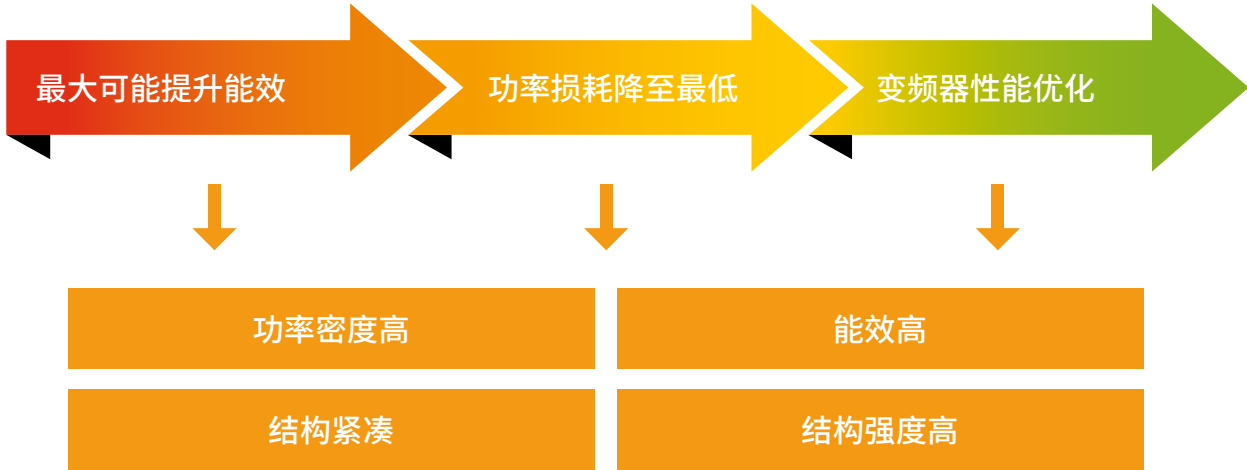 最大可能提升能效
功率损耗降至最低
变频器性能优化
功率密度高
能效高
结构紧凑
结构强度高